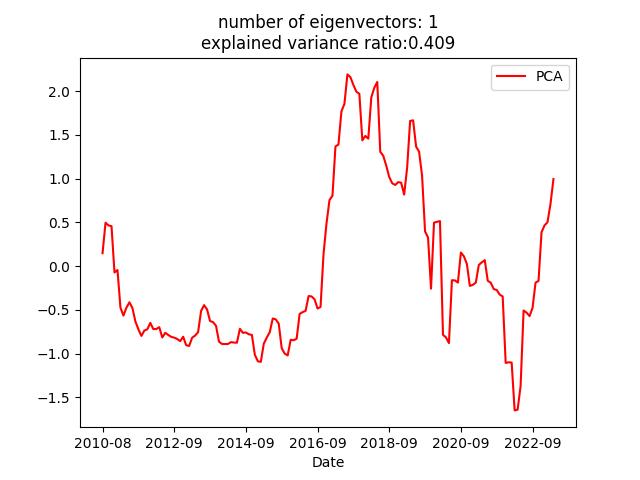 number of eigenvectors: 1
explained variance ratio:0.409
PCA
2.0
1.5
1.0
0.5
0.0
−0.5
−1.0
−1.5
2010-08 2012-09 2014-09 2016-09 2018-09 2020-09 2022-09
Date